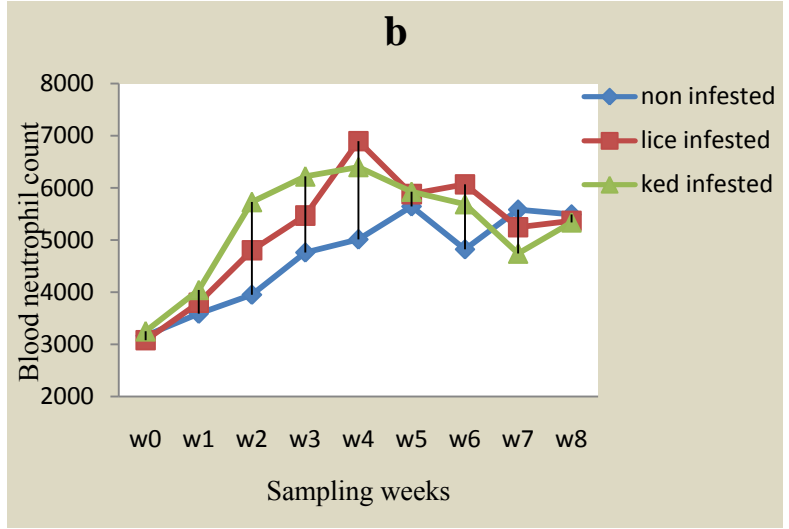 b
8000
7000
6000
5000
4000
3000
2000
Blood neutrophil count
w0 w1 w2 w3 w4 w5 w6 w7 w8
Sampling weeks
non infested
lice infested
ked infested